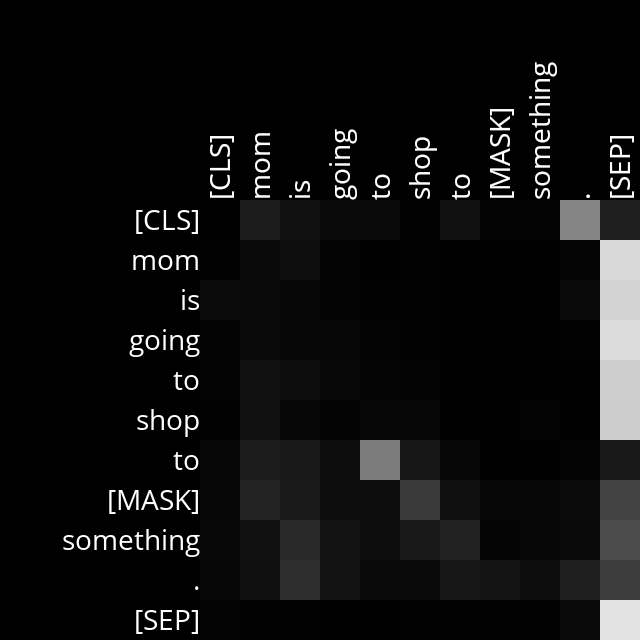 [CLS]
mom
is
going
to
shop
to
[MASK]
something
.
[SEP]
[CLS]
mom
is
going
to
shop
to
[MASK]
something
.
[SEP]